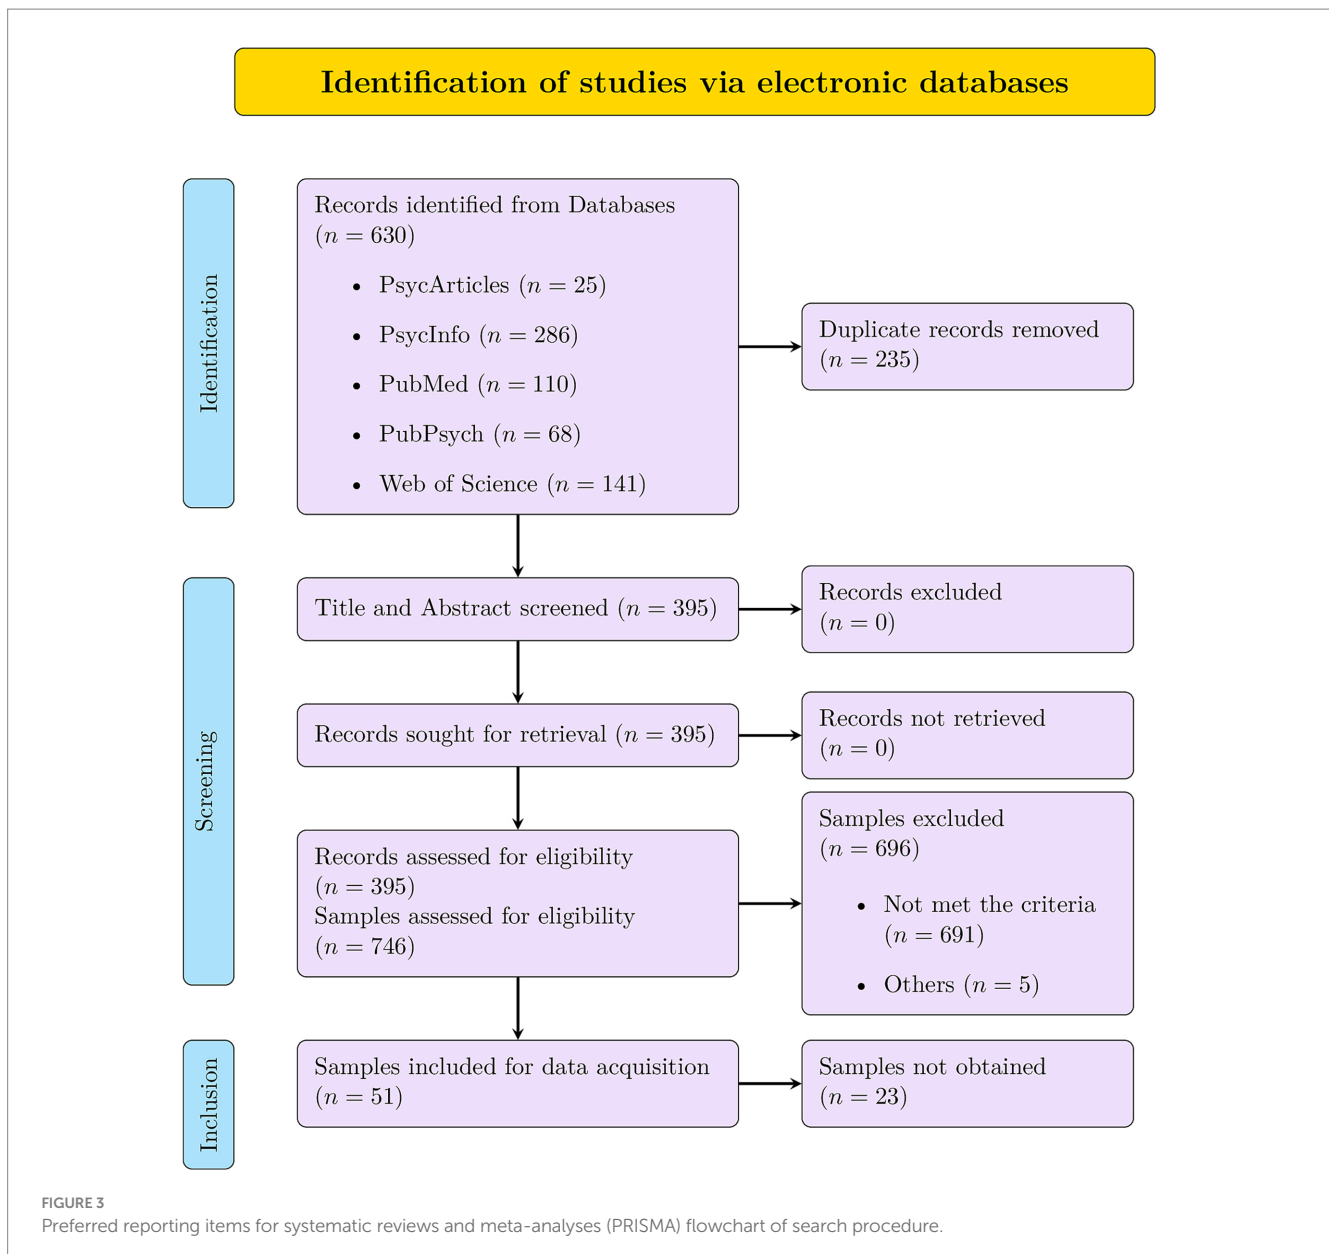 Identification of studies via electronic databases
Identification
Records identified from Databases
(n = 630)
• PsycArticles (n = 25)
• PsycInfo (n = 286)
• PubMed (n = 110)
• PubPsych (n = 68)
• Web of Science (n = 141)
Duplicate records removed
(n = 235)
Screening
Title and Abstract screened (n = 395)
Records excluded
(n = 0)
Records sought for retrieval (n = 395)
Records not retrieved
(n = 0)
Records assessed for eligibility
(n = 395)
Samples assessed for eligibility
(n = 746)
Samples excluded
(n = 696)
• Not met the criteria
(n = 691)
• Others (n = 5)
Inclusion
Samples included for data acquisition
(n = 51)
Samples not obtained
(n = 23)
FIGURE 3
Preferred reporting items for systematic reviews and meta-analyses (PRISMA) flowchart of search procedure.